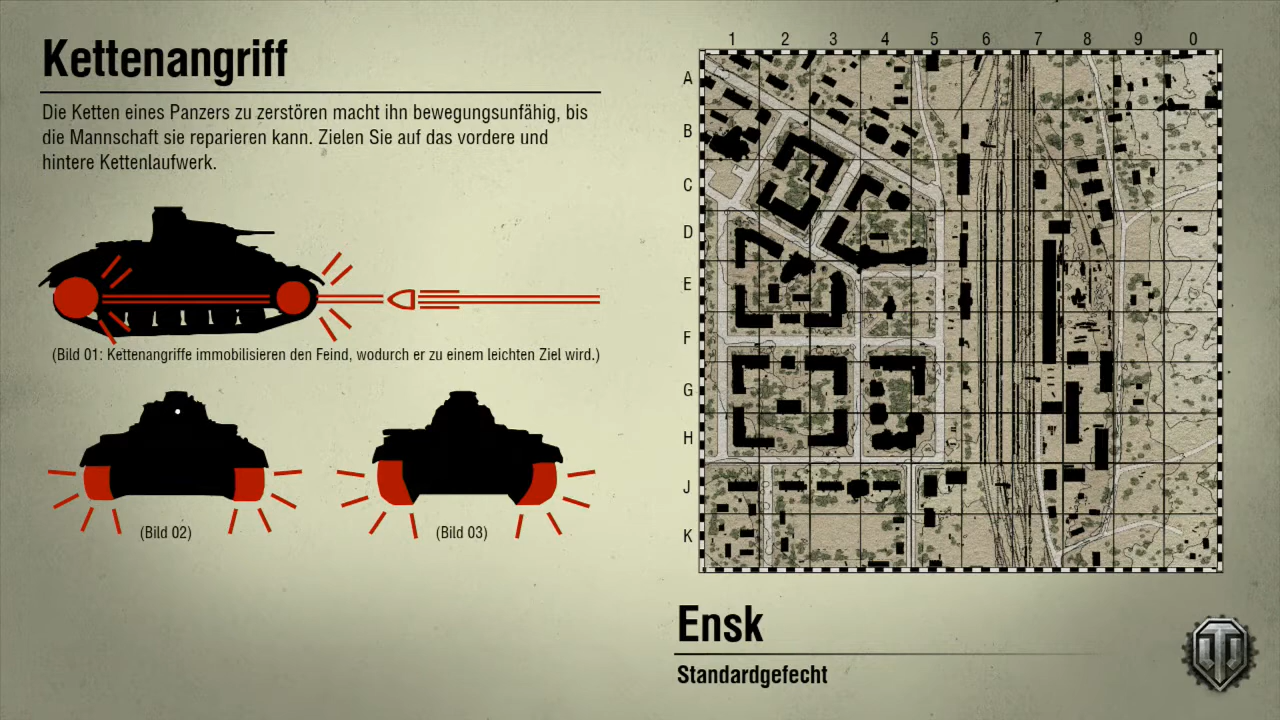 Kettenangriff
Die Ketten eines Panzers zu zerstören macht ihn bewegungsunfähig, bis
die Mannschaft sie reparieren kann. Zielen Sie auf das vordere und
hintere Kettenlaufwerk.
(Bild 01: Kettenangriffe immobilisieren den Feind, wodurch er zu einem leichten Ziel wird.)
(Bild 02)
(Bild 03)
1 2 3 4 5 6 7 8 9 0
A
B
C
D
E
F
G
H
J
K
Ensk
Standardgefecht